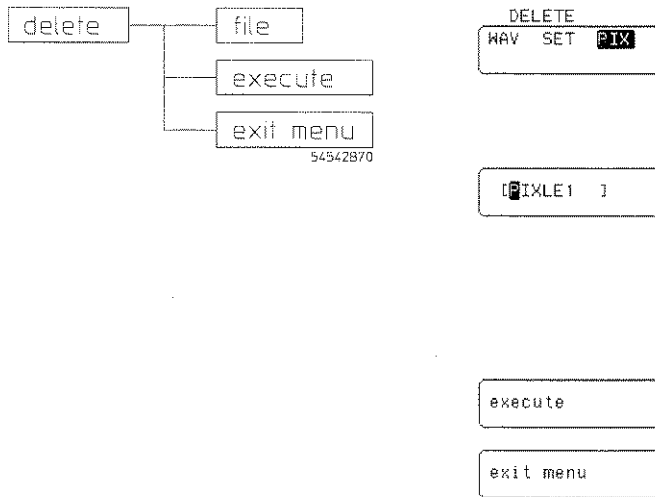 delete
file
execute
exit menu
54542870
DELETE
WAV SET PIX
[PIXLE1 ]
execute
exit menu